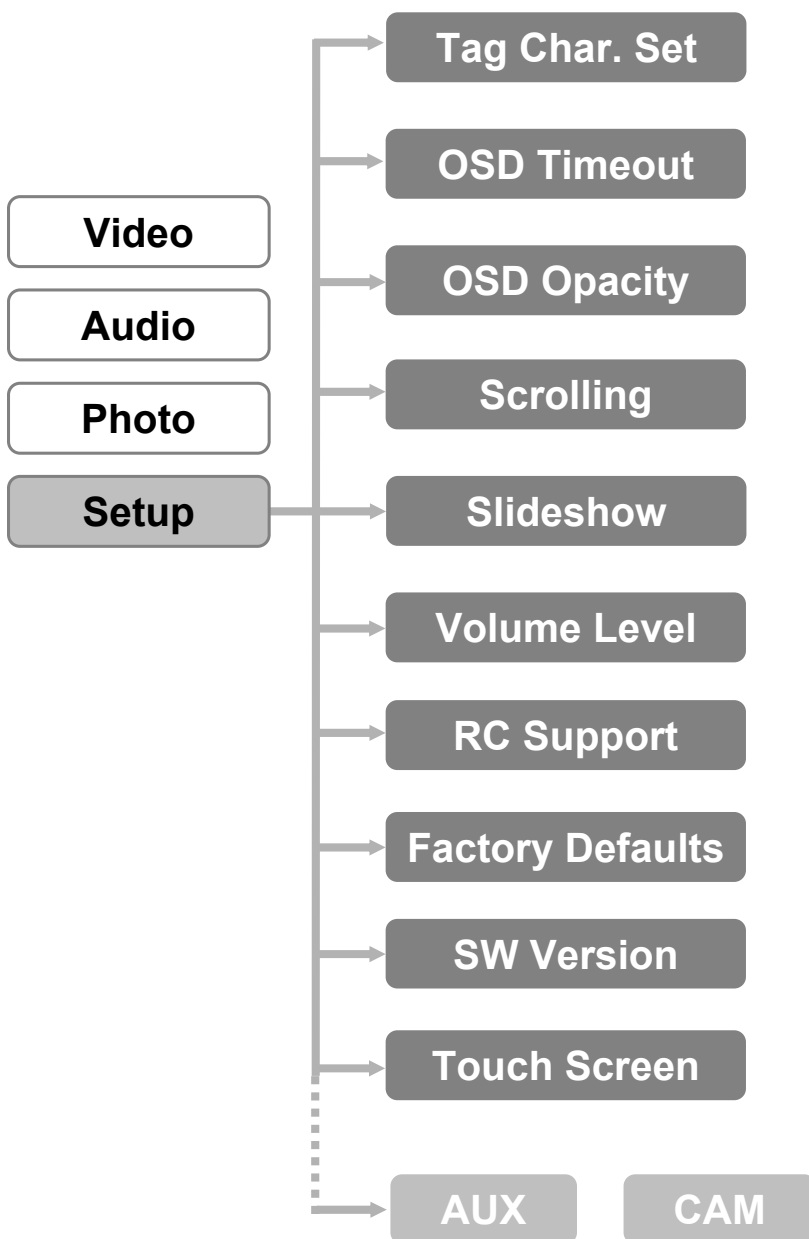 Video
Audio
Photo
Setup
Tag Char. Set
OSD Timeout
OSD Opacity
Scrolling
Slideshow
Volume Level
RC Support
Factory Defaults
SW Version
Touch Screen
AUX
CAM